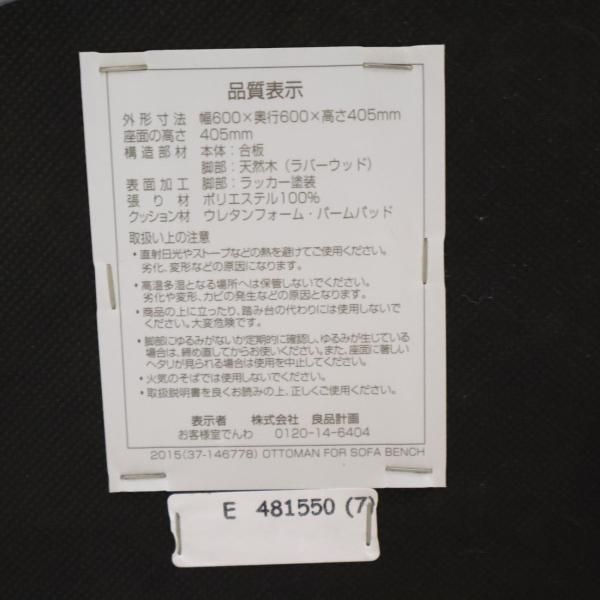 品質表示
外形寸法 幅600×奥行600×高さ405mm
座面の高さ 405mm
構造部材 本体：合板
脚部：天然木（ラバーウッド）
表面加工 脚部：ラッカー塗装
張り材 ポリエステル100%
クッション材 ウレタンフォーム・パームパッド
取扱い上の注意
・直射日光やストーブなどの熱を避けてご使用ください。
劣化、変形などの原因になります。
・高温多湿となる場所へは保管しないでください。
劣化や変形、カビの発生などの原因となります。
・商品の上に立ったり、踏み台の代わりには使用しないで
ください。大変危険です。
・脚部にゆるみがないか定期的に確認し、ゆるみが生じている
場合は、締め直してからお使いください。また、座面に著しい
ヘタリが見られる場合は使用を中止してください。
・火気のそばでは使用しないでください。
・取扱説明書を良くお読みの上、正しくご使用ください。
表示者 株式会社 良品計画
お客様室でんわ 0120-14-6404
2015(37-146778) OTTOMAN FOR SOFA BENCH
E 481550 (7)